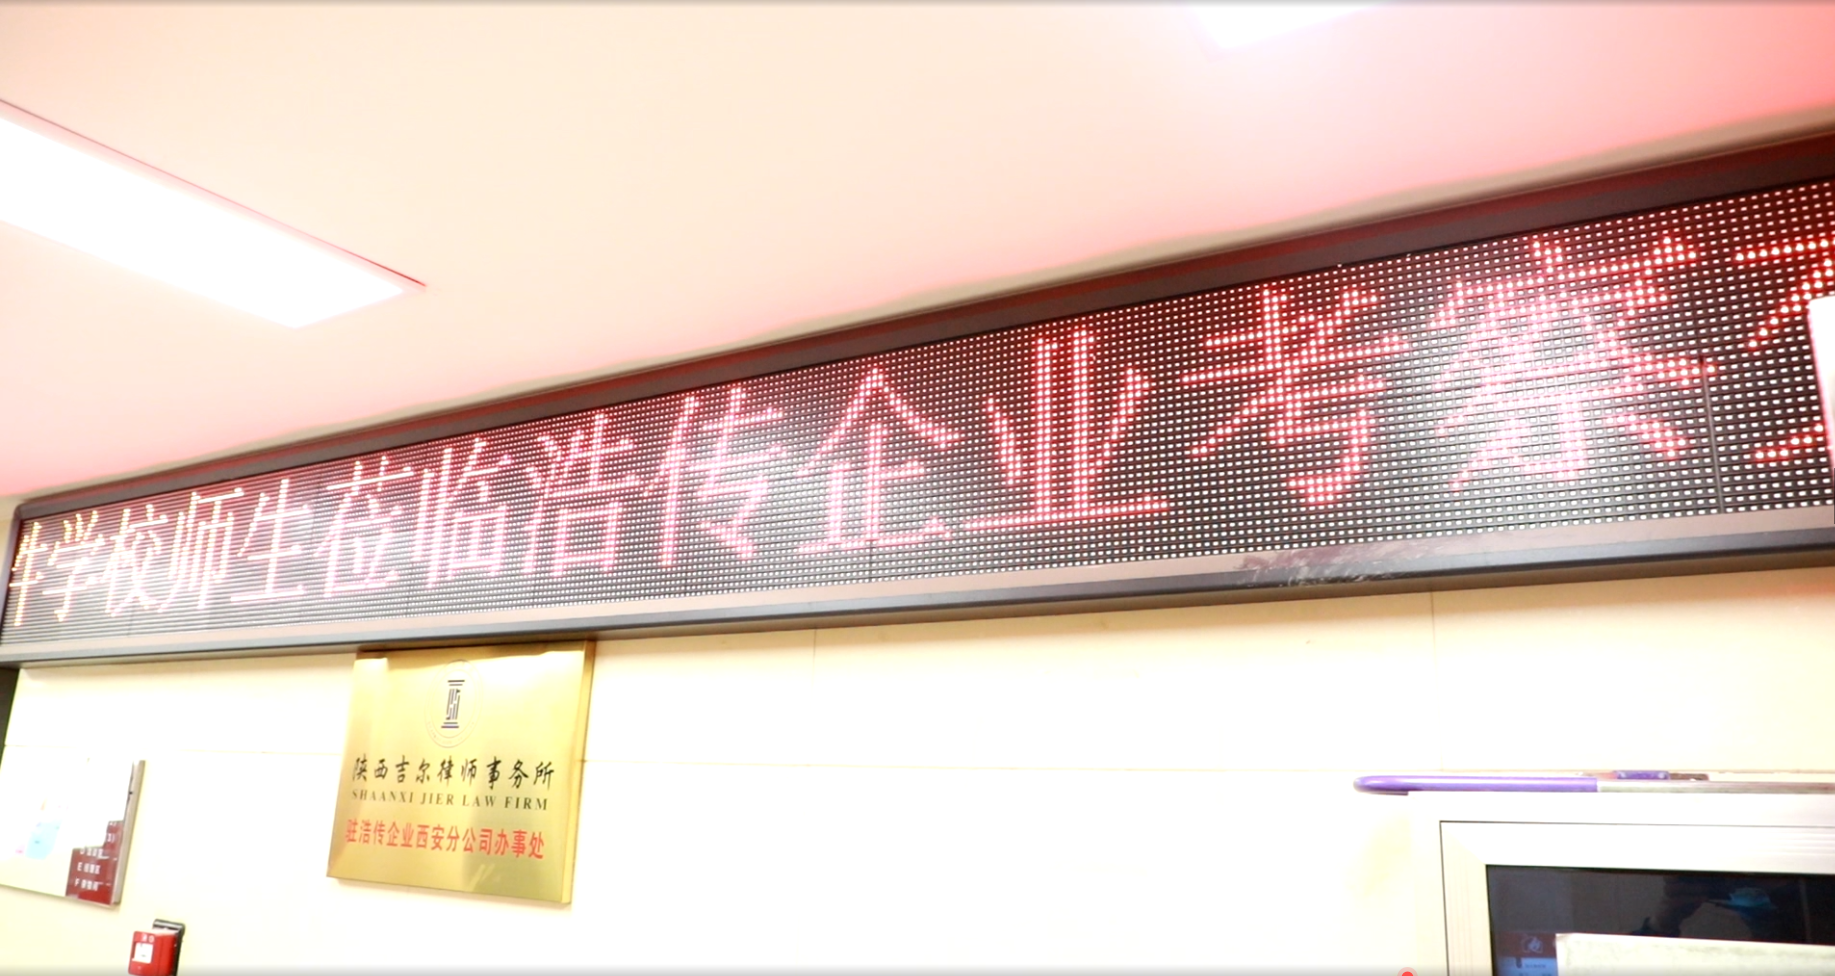 学校师生莅临浩传企业考察
陕西吉尔律师事务所
SHAANXI JIER LAW FIRM
驻浩传企业西安分公司办事处